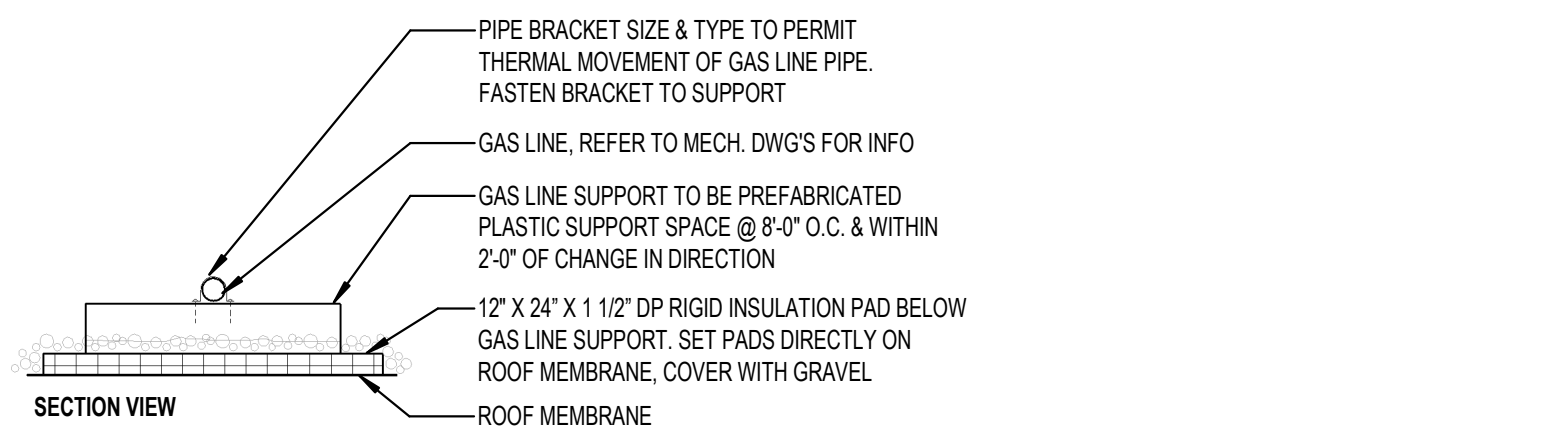 PIPE BRACKET SIZE & TYPE TO PERMIT
THERMAL MOVEMENT OF GAS LINE PIPE.
FASTEN BRACKET TO SUPPORT
GAS LINE, REFER TO MECH. DWG'S FOR INFO
GAS LINE SUPPORT TO BE PREFABRICATED
PLASTIC SUPPORT SPACE @ 8'-0" O.C. & WITHIN
2'-0" OF CHANGE IN DIRECTION
12" X 24” X 1 1/2” DP RIGID INSULATION PAD BELOW
GAS LINE SUPPORT. SET PADS DIRECTLY ON
ROOF MEMBRANE, COVER WITH GRAVEL
ROOF MEMBRANE
SECTION VIEW